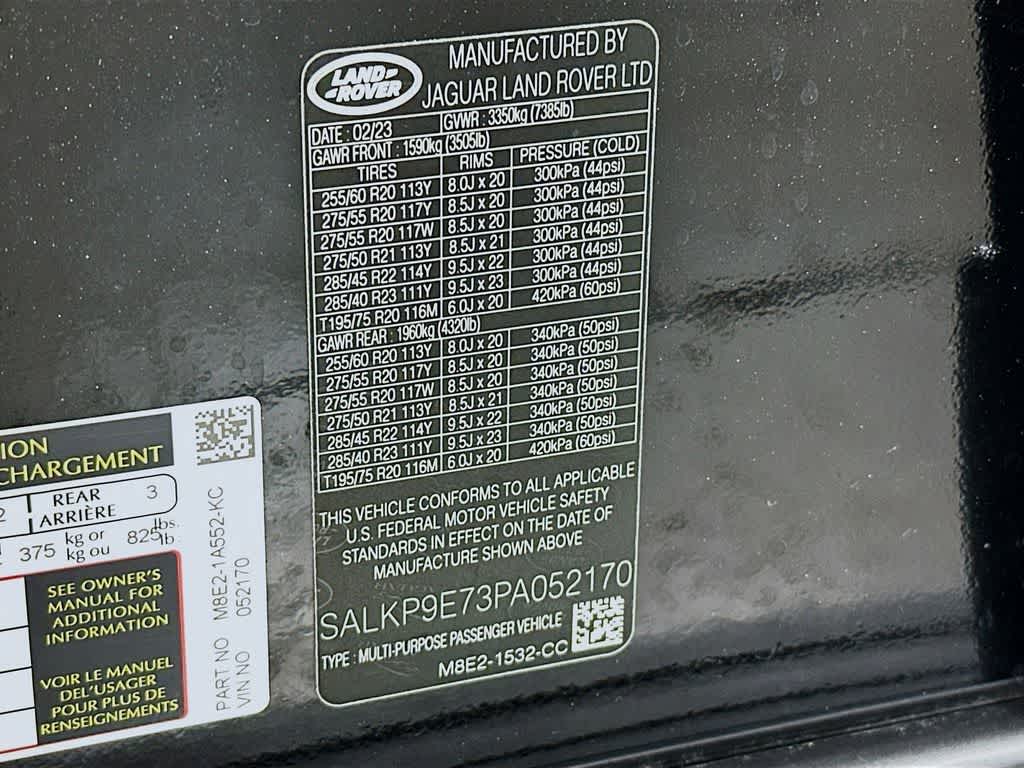 LAND ROVER
MANUFACTURED BY
JAGUAR LAND ROVER LTD
DATE : 02/23 GVWR : 3350kg (7385lb)
GAWR FRONT : 1590kg (3505lb)
TIRES RIMS PRESSURE (COLD)
255/60 R20 113Y 8.0J x 20 300kPa (44psi)
275/55 R20 117Y 8.5J x 20 300kPa (44psi)
275/55 R20 117W 8.5J x 20 300kPa (44psi)
275/50 R21 113Y 8.5J x 21 300kPa (44psi)
285/45 R22 114Y 9.5J x 22 300kPa (44psi)
285/40 R23 111Y 9.5J x 23 300kPa (44psi)
T195/75 R20 116M 6.0J x 20 420kPa (60psi)
GAWR REAR : 1960kg (4320lb)
255/60 R20 113Y 8.0J x 20 340kPa (50psi)
275/55 R20 117Y 8.5J x 20 340kPa (50psi)
275/55 R20 117W 8.5J x 20 340kPa (50psi)
275/50 R21 113Y 8.5J x 21 340kPa (50psi)
285/45 R22 114Y 9.5J x 22 340kPa (50psi)
285/40 R23 111Y 9.5J x 23 340kPa (50psi)
T195/75 R20 116M 6.0J x 20 420kPa (60psi)
THIS VEHICLE CONFORMS TO ALL APPLICABLE
U.S. FEDERAL MOTOR VEHICLE SAFETY
STANDARDS IN EFFECT ON THE DATE OF
MANUFACTURE SHOWN ABOVE
SALKP9E73PA052170
TYPE : MULTI-PURPOSE PASSENGER VEHICLE
M8E2-1532-CC
ION
CHARGEMENT
2 REAR 3
ARRIÈRE
375 kg or 825 lbs.
kg ou lb.
SEE OWNER'S
MANUAL FOR
ADDITIONAL
INFORMATION
VOIR LE MANUEL
DEL'USAGER
POUR PLUS DE
RENSEIGNEMENTS
PART NO M8E2-1A552-KC
VIN NO 052170